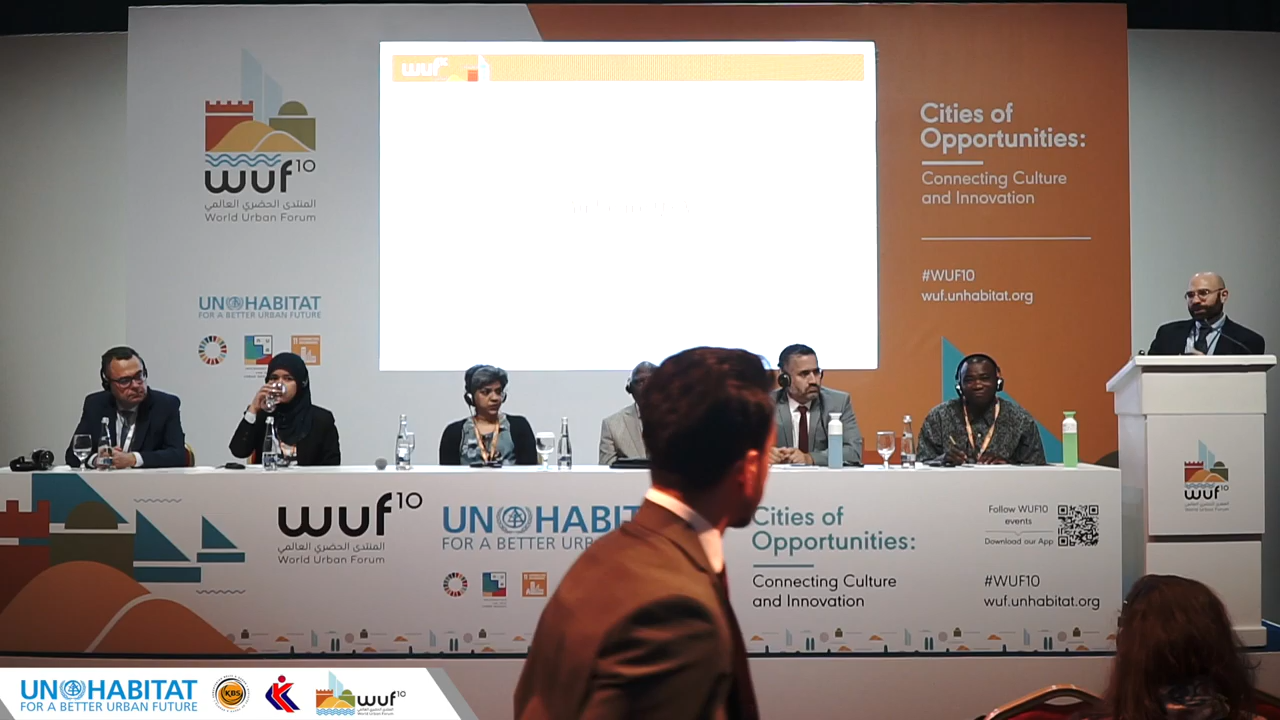 wuf
wuf10
المنتدى الحضري العالمي
World Urban Forum
UN HABITAT
FOR A BETTER URBAN FUTURE
Cities of
Opportunities:
Connecting Culture
and Innovation
#WUF10
wuf.unhabitat.org
wuf10
wuf10
المنتدى الحضري العالمي
World Urban Forum
UN HABIT
FOR A BETTER URB
Cities of
Opportunities:
Connecting Culture
and Innovation
Follow WUF10
events
Download our App
#WUF10
wuf.unhabitat.org
UN HABITAT
FOR A BETTER URBAN FUTURE
KBS
wuf10